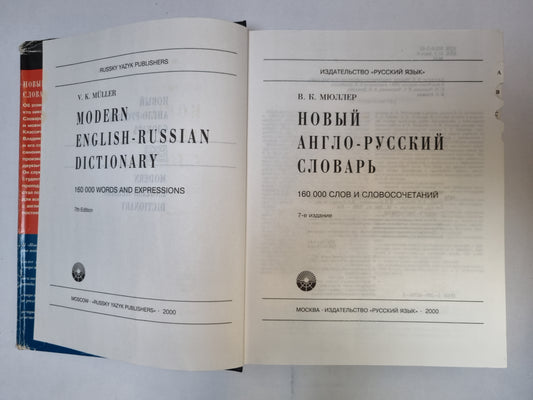 НОВЫЙ
СЛОВА
RUSSKY YAZYK PUBLISHERS
V. K. MÜLLER
MODERN
ENGLISH-RUSSIAN
DICTIONARY
160 000 WORDS AND EXPRESSIONS
7th Edition
MOSCOW · «RUSSKY YAZYK PUBLISHERS» · 2000
ИЗДАТЕЛЬСТВО «РУССКИЙ ЯЗЫК»
В. К. МЮЛЛЕР
НОВЫЙ
АНГЛО-РУССКИЙ
СЛОВАРЬ
160 000 СЛОВ И СЛОВОСОЧЕТАНИЙ
7-е издание
МОСКВА · ИЗДАТЕЛЬСТВО «РУССКИЙ ЯЗЫК» · 2000